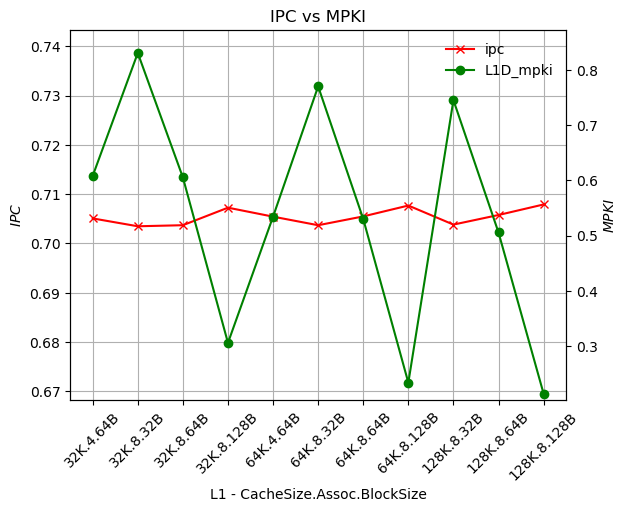 IPC vs MPKI
ipc
L1D_mpki
0.74
0.73
0.72
0.71
0.70
0.69
0.68
0.67
IPC
0.8
0.7
0.6
0.5
0.4
0.3
MPKI
32K.4.64B
32K.8.32B
32K.8.64B
32K.8.128B
64K.4.64B
64K.8.32B
64K.8.64B
64K.8.128B
128K.8.32B
128K.8.64B
128K.8.128B
L1 - CacheSize.Assoc.BlockSize